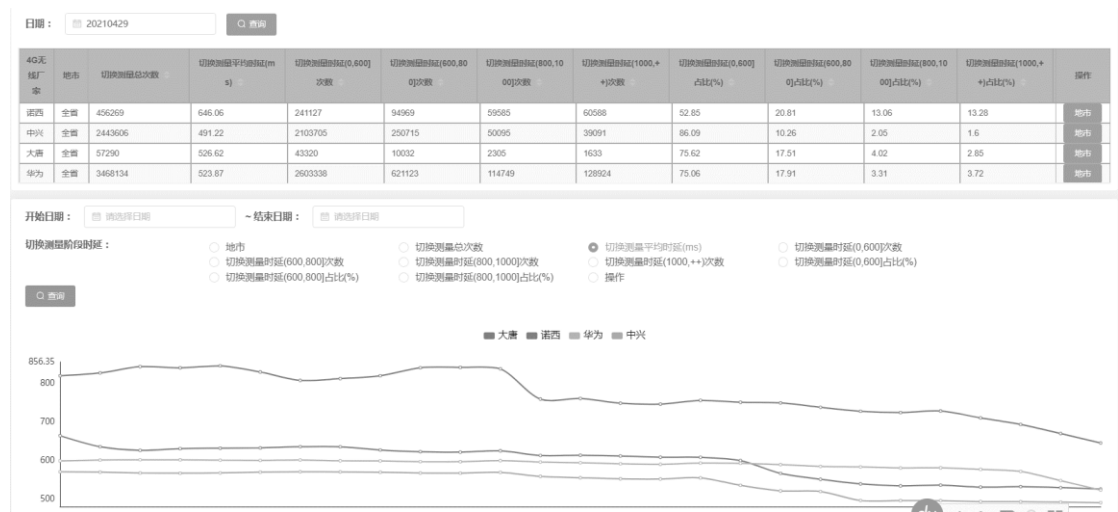 日期： 20210429 查询
4G无线厂家 地市 切换测量总次数 切换测量平均时延(ms) 切换测量时延(0,600]次数 切换测量时延(600,800]次数 切换测量时延(800,1000]次数 切换测量时延(1000,++)次数 切换测量时延(0,600]占比(%) 切换测量时延(600,800]占比(%) 切换测量时延(800,1000]占比(%) 切换测量时延(1000,++)占比(%) 操作
诺西 全省 456269 646.06 241127 94969 59585 60588 52.85 20.81 13.06 13.28 地市
中兴 全省 2443606 491.22 2103705 250715 50095 39091 86.09 10.26 2.05 1.6 地市
大唐 全省 57290 526.62 43320 10032 2305 1633 75.62 17.51 4.02 2.85 地市
华为 全省 3468134 523.87 2603338 621123 114749 128924 75.06 17.91 3.31 3.72 地市
开始日期： 请选择日期 ~ 结束日期： 请选择日期
切换测量阶段时延： 地市 切换测量总次数 切换测量平均时延(ms) 切换测量时延(0,600]次数
切换测量时延(600,800]次数 切换测量时延(800,1000]次数 切换测量时延(1000,++)次数 切换测量时延(0,600]占比(%)
切换测量时延(600,800]占比(%) 切换测量时延(800,1000]占比(%) 操作
查询
大唐 诺西 华为 中兴
856.35
800
700
600
500